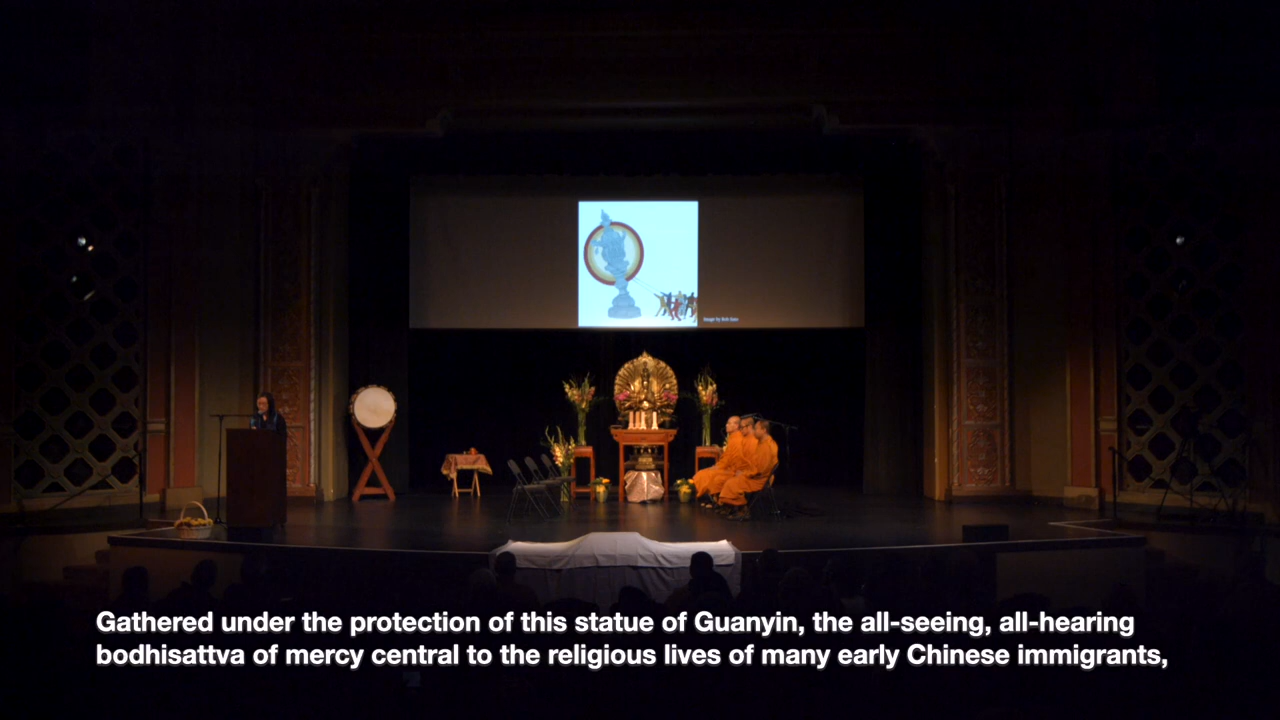 Gathered under the protection of this statue of Guanyin, the all-seeing, all-hearing
bodhisattva of mercy central to the religious lives of many early Chinese immigrants,